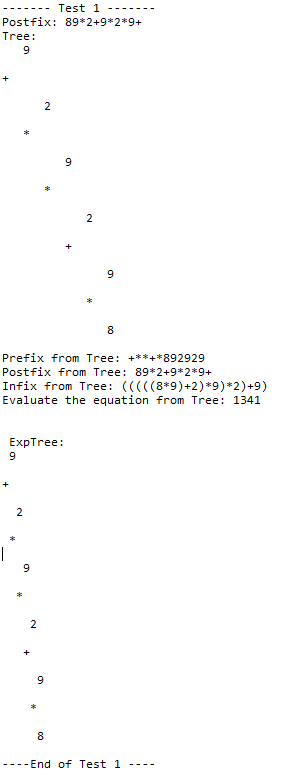 ------- Test 1 -------
Postfix: 89*2+9*2*9+
Tree:
9
+
2
*
9
*
2
+
9
*
8
Prefix from Tree: +**+*892929
Postfix from Tree: 89*2+9*2*9+
Infix from Tree: (((((8*9)+2)*9)*2)+9)
Evaluate the equation from Tree: 1341
ExpTree:
9
+
2
*
9
*
2
+
9
*
8
----End of Test 1 ----